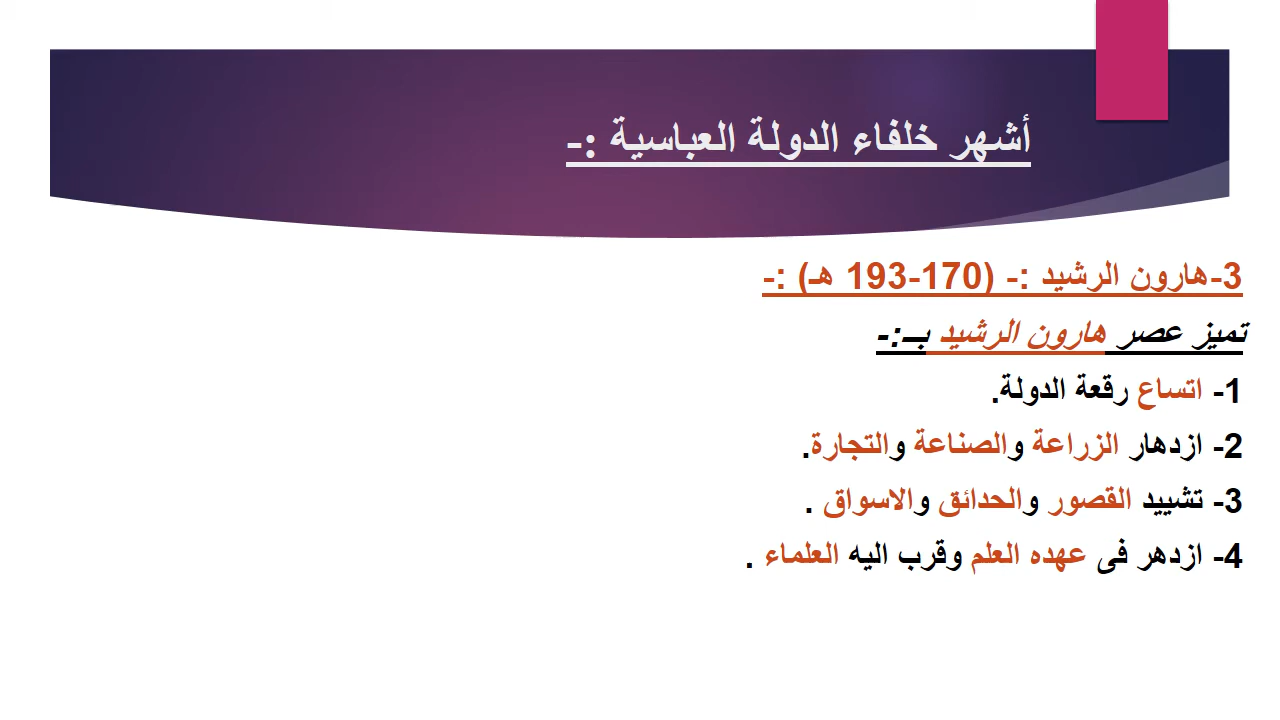 أشهر خلفاء الدولة العباسية :-
3-هارون الرشيد :- (170-193 هـ) :-
تميز عصر هارون الرشيد بـ:-
1- اتساع رقعة الدولة.
2- ازدهار الزراعة والصناعة والتجارة.
3- تشييد القصور والحدائق والاسواق .
4- ازدهر فى عهده العلم وقرب اليه العلماء .